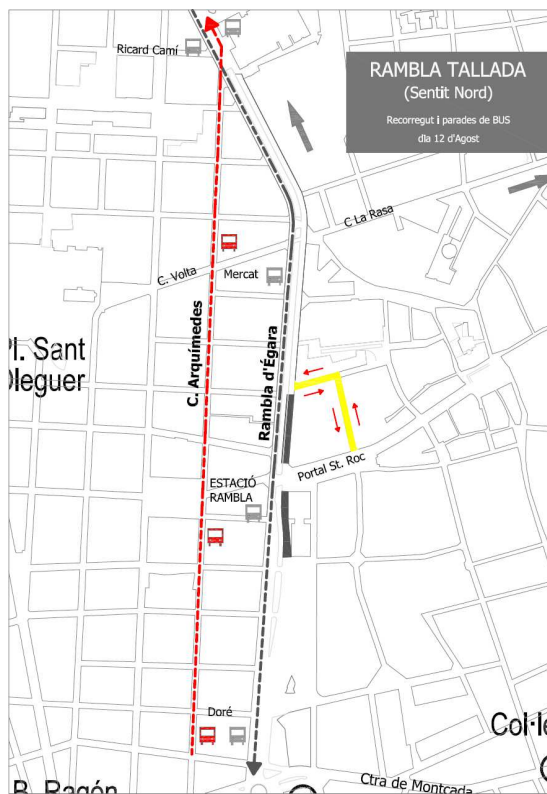 Ricard Camí
RAMBLA TALLADA
(Sentit Nord)
Recorregut i parades de BUS
dia 12 d'Agost
C La Rasa
C. Volta
Mercat
Pl. Sant
Oleguer
C. Arquímedes
Rambla d'Égara
Portal St. Roc
ESTACIÓ
RAMBLA
Doré
Col·le
B. Ragón
Ctra de Montcada